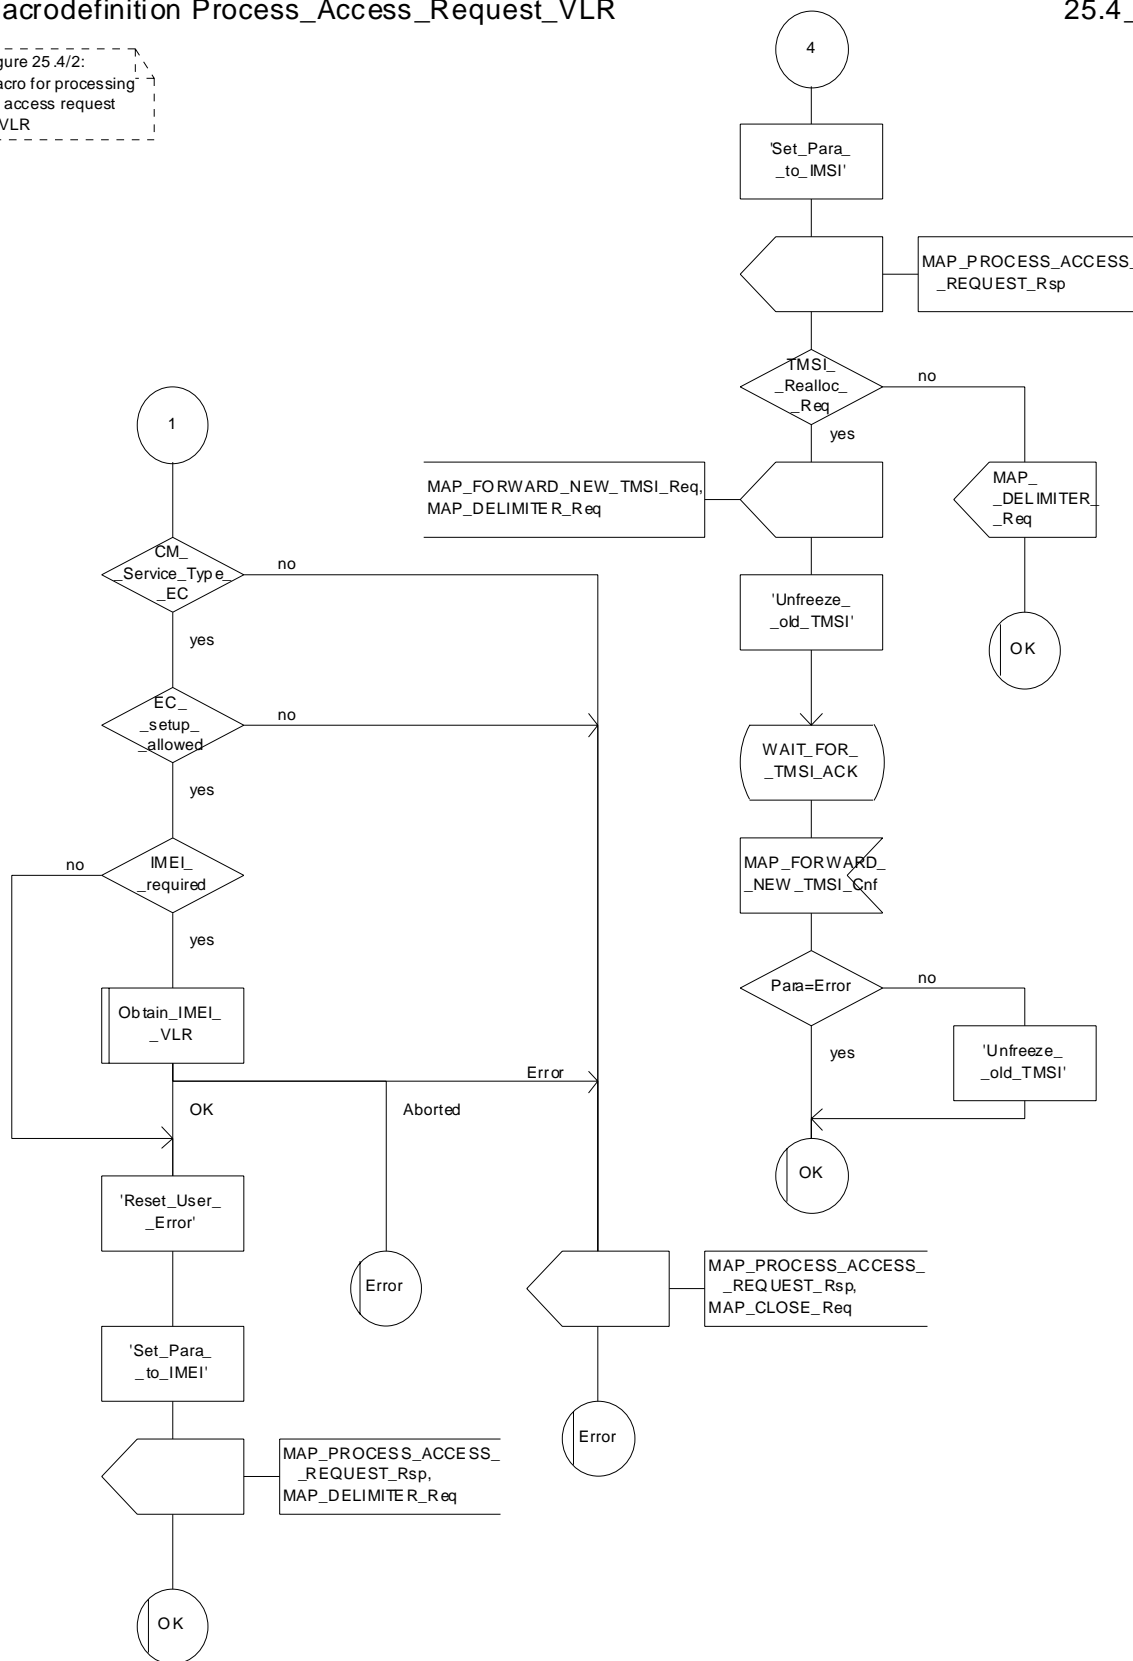 acrodefinition Process_Access_Request_VLR
25.4_
gure 25.4/2:
acro for processing
access request
VLR
4
'Set_Para_
_to_IMSI'
MAP_PROCESS_ACCESS_
_REQUEST_Rsp
TMSI_
_Realloc_
_Req
no
yes
MAP_FORWARD_NEW_TMSI_Req,
MAP_DELIMITER_Req
MAP_
_DELIMITER_
_Req
'Unfreeze_
_old_TMSI'
OK
WAIT_FOR_
_TMSI_ACK
MAP_FORWARD_
_NEW_TMSI_Cnf
Para=Error
no
yes
'Unfreeze_
_old_TMSI'
OK
1
CM_
_Service_Type_
_EC
no
yes
EC_
_setup_
_allowed
no
yes
IMEI_
_required
no
yes
Obtain_IMEI_
_VLR
Error
OK
Aborted
'Reset_User_
_Error'
Error
MAP_PROCESS_ACCESS_
_REQUEST_Rsp,
MAP_CLOSE_Req
'Set_Para_
_to_IMEI'
Error
MAP_PROCESS_ACCESS_
_REQUEST_Rsp,
MAP_DELIMITER_Req
OK